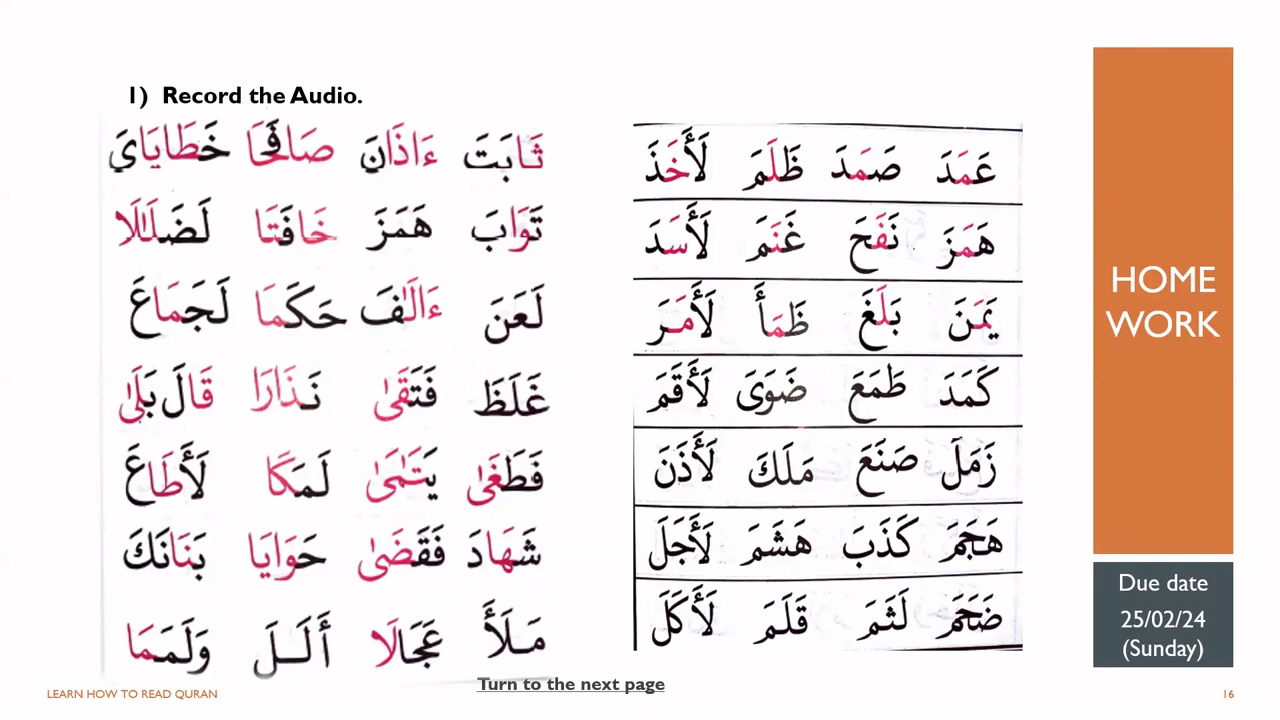 1) Record the Audio.
ثَابَتَ ءَاذَانَ صَافَحَا خَطَايَايَ
تَوَابَ هَمَزَ خَافَتَا لَضَلَٰلَا
لَعَنَ ءَالَٰفَ حَكَمَا لَجَمَاعَ
غَلَظَ فَتَقَىٰ نَذَارَا قَالَ بَلَىٰ
فَطَغَىٰ يَتَٰمَىٰ لَمَكَا لَأَطَاعَ
شَهَادَ فَقَضَىٰ حَوَايَا بَنَانَكَ
مَلَأَ عَجَالَا أَلَلَ وَلَمَمَا
عَمَدَ صَمَدَ ظَلَمَ لَأَخَذَ
هَمَزَ نَفَحَ غَنَمَ لَأَسَدَ
يَمَنَ بَلَغَ ظَمَأَ لَأَمَرَ
كَمَدَ طَمَعَ ضَوَىَ لَأَقَمَ
زَمَلَ صَنَعَ مَلَكَ لَأَذَنَ
هَجَمَ كَذَبَ هَشَمَ لَأَجَلَ
ضَخَمَ لَثَمَ قَلَمَ لَأَكَلَ
Turn to the next page
HOME
WORK
Due date
25/02/24
(Sunday)
LEARN HOW TO READ QURAN
16